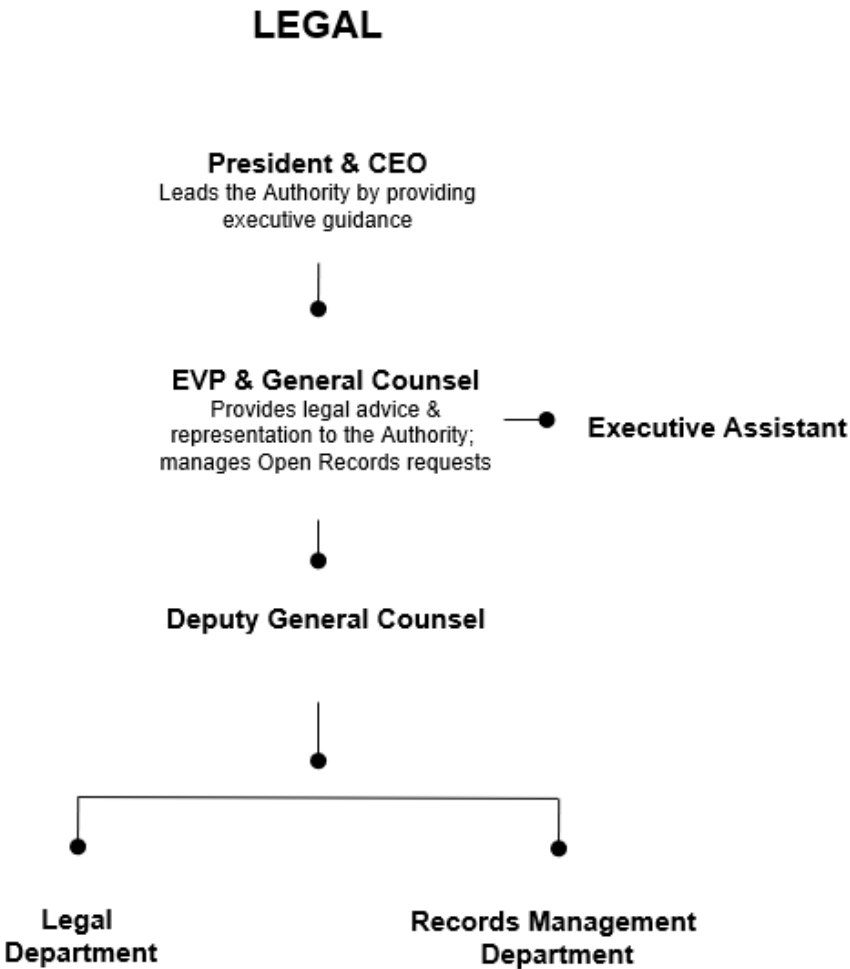 LEGAL
President & CEO
Leads the Authority by providing
executive guidance
EVP & General Counsel
Provides legal advice &
representation to the Authority;
manages Open Records requests
Executive Assistant
Deputy General Counsel
Legal
Department
Records Management
Department